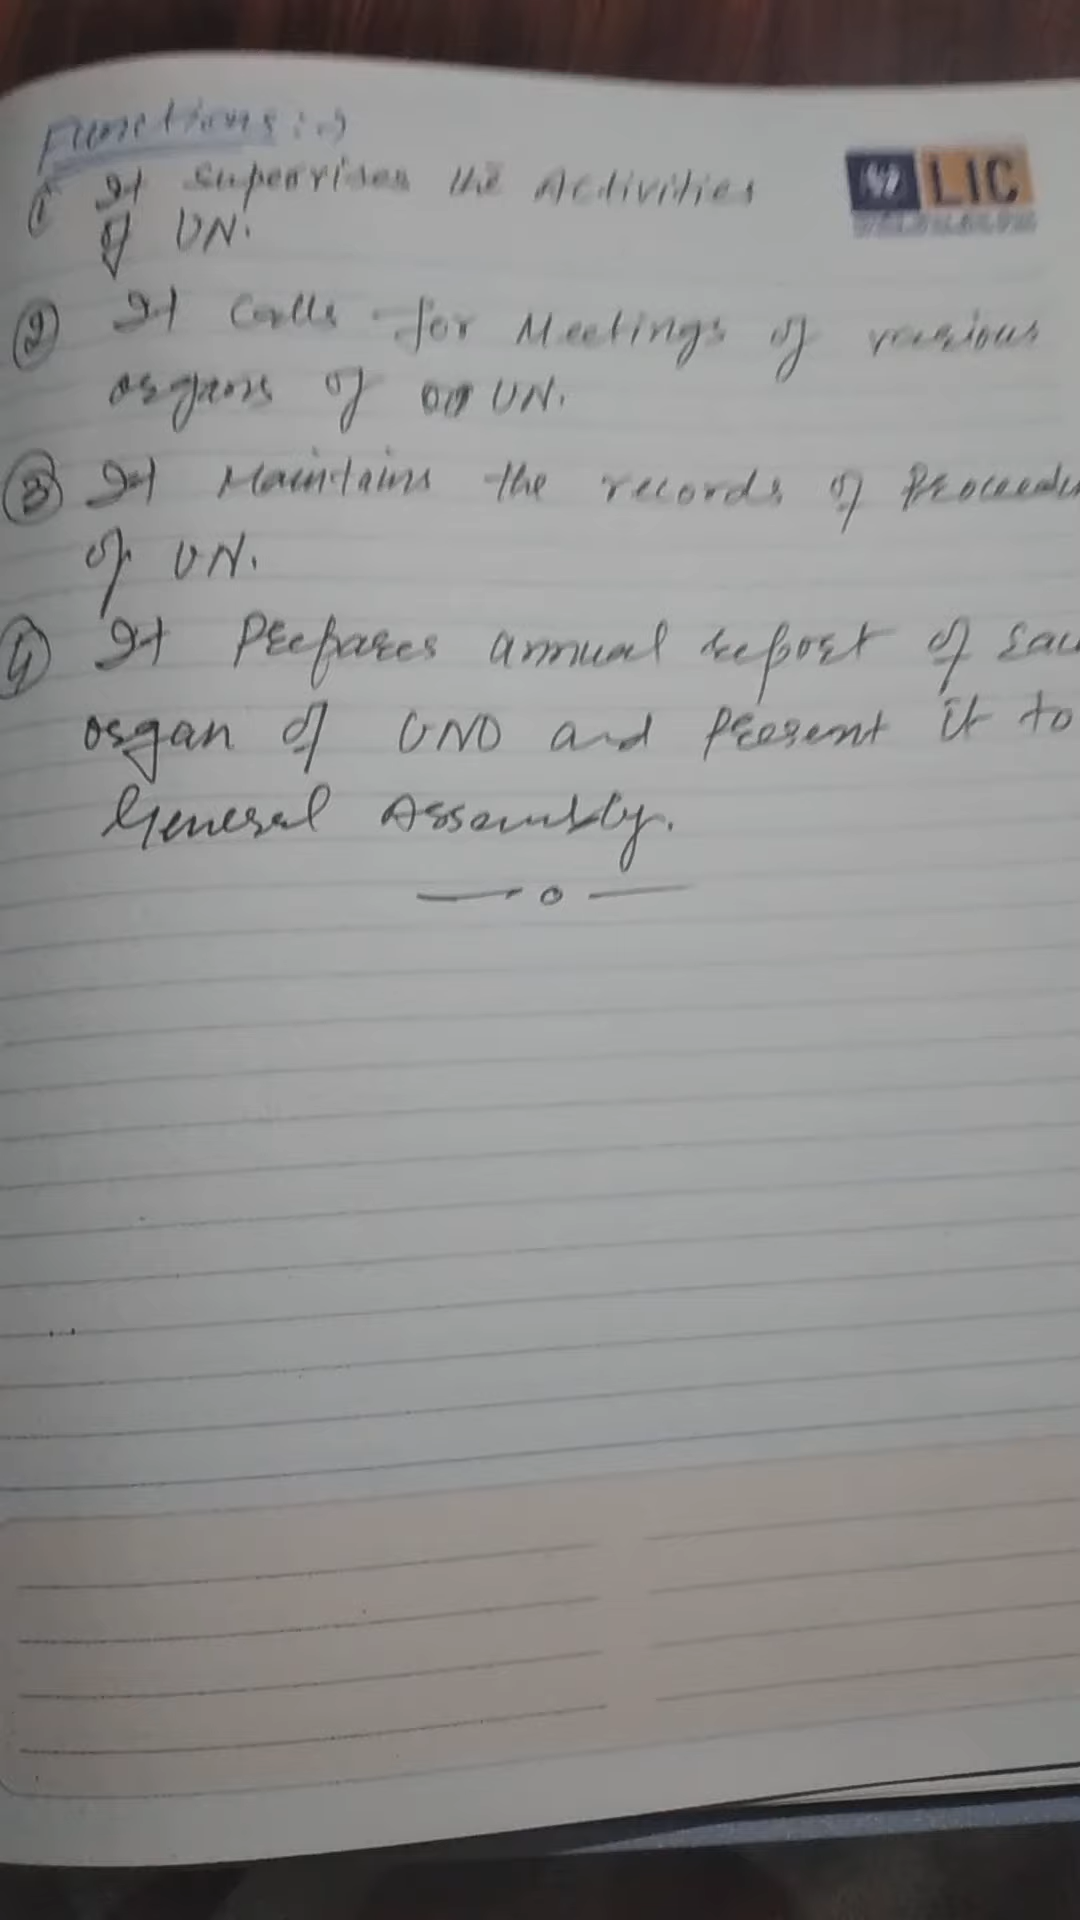 Functions :→
① It supervises the Activities
of UN.
LIC
② It calls for Meetings of various
organs of UN.
③ It Maintains the records of
of UN.
④ It Prepares annual report of
organ of UNO and Present it to
General Assembly.